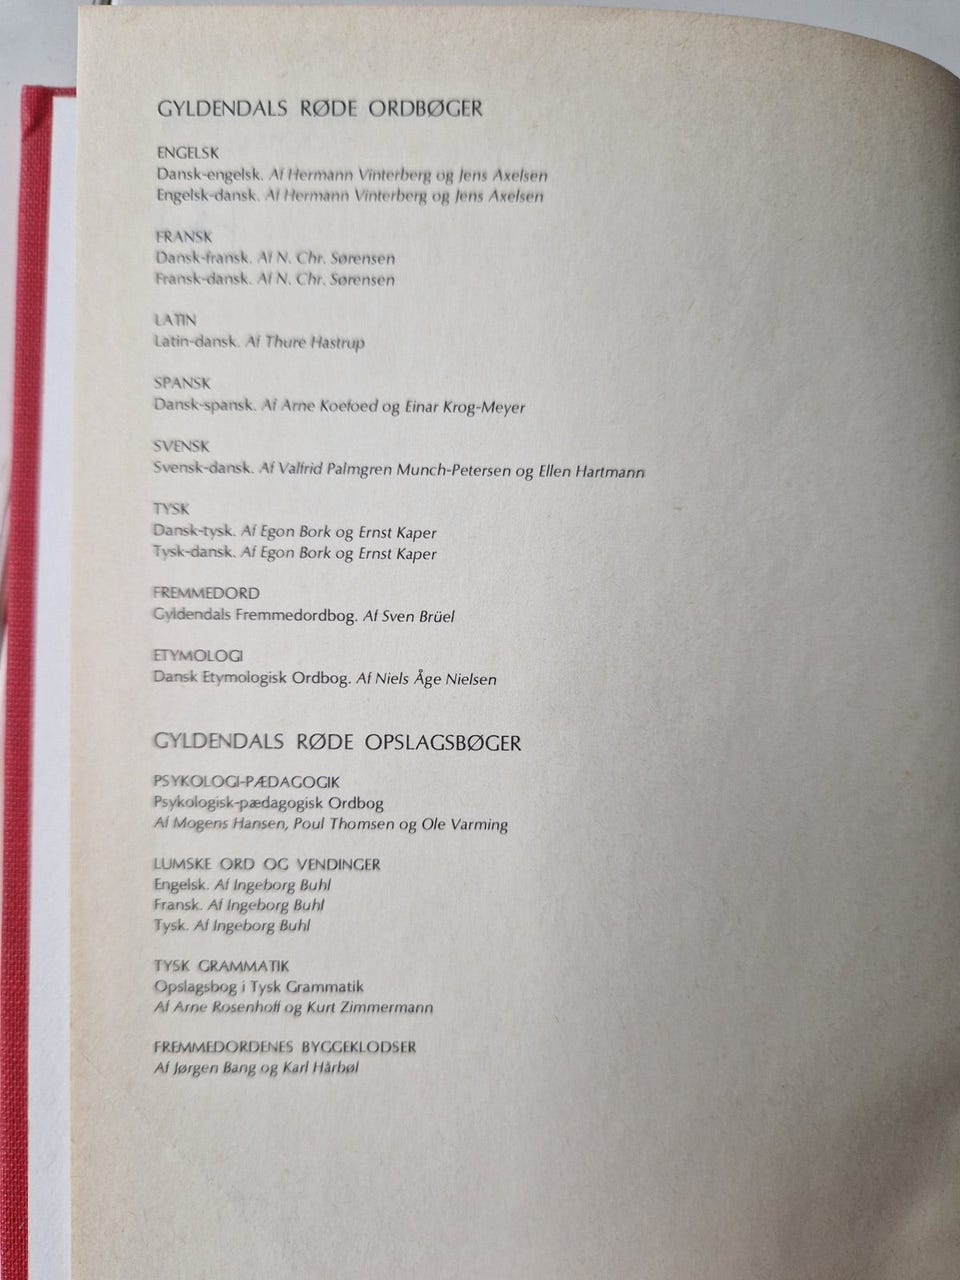 GYLDENDALS RØDE ORDBØGER
ENGELSK
Dansk-engelsk. Af Hermann Vinterberg og Jens Axelsen
Engelsk-dansk. Af Hermann Vinterberg og Jens Axelsen
FRANSK
Dansk-fransk. Af N. Chr. Sørensen
Fransk-dansk. Af N. Chr. Sørensen
LATIN
Latin-dansk. Af Thure Hastrup
SPANSK
Dansk-spansk. Af Arne Koefoed og Einar Krog-Meyer
SVENSK
Svensk-dansk. Af Valfrid Palmgren Munch-Petersen og Ellen Hartmann
TYSK
Dansk-tysk. Af Egon Bork og Ernst Kaper
Tysk-dansk. Af Egon Bork og Ernst Kaper
FREMMEDORD
Gyldendals Fremmedordbog. Af Sven Brüel
ETYMOLOGI
Dansk Etymologisk Ordbog. Af Niels Åge Nielsen
GYLDENDALS RØDE OPSLAGSBØGER
PSYKOLOGI-PÆDAGOGIK
Psykologisk-pædagogisk Ordbog
Af Mogens Hansen, Poul Thomsen og Ole Varming
LUMSKE ORD OG VENDINGER
Engelsk. Af Ingeborg Buhl
Fransk. Af Ingeborg Buhl
Tysk. Af Ingeborg Buhl
TYSK GRAMMATIK
Opslagsbog i Tysk Grammatik
Af Arne Rosenhoff og Kurt Zimmermann
FREMMEDORDENES BYGGEKLODSER
Af Jørgen Bang og Karl Hårbøl